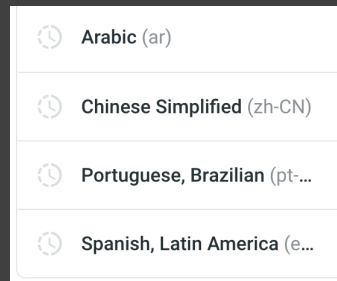 Arabic (ar)
Chinese Simplified (zh-CN)
Portuguese, Brazilian (pt-...
Spanish, Latin America (e...